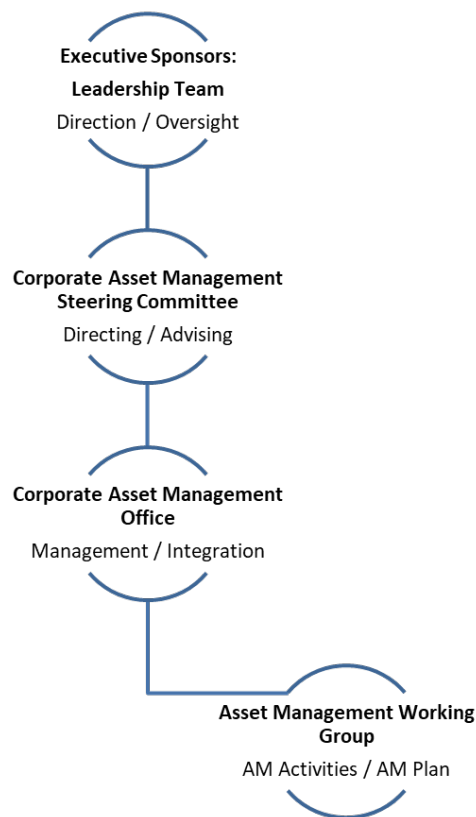 Executive Sponsors:
Leadership Team
Direction / Oversight
Corporate Asset Management
Steering Committee
Directing / Advising
Corporate Asset Management
Office
Management / Integration
Asset Management Working
Group
AM Activities / AM Plan